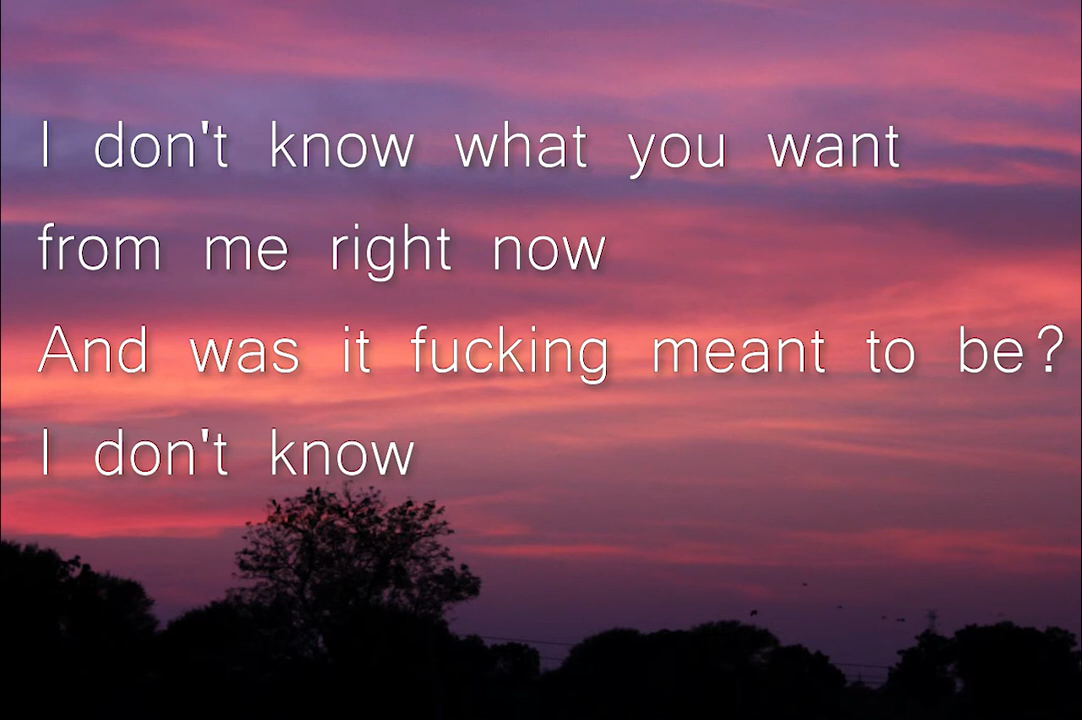 I don't know what you want
from me right now
And was it fucking meant to be?
I don't know